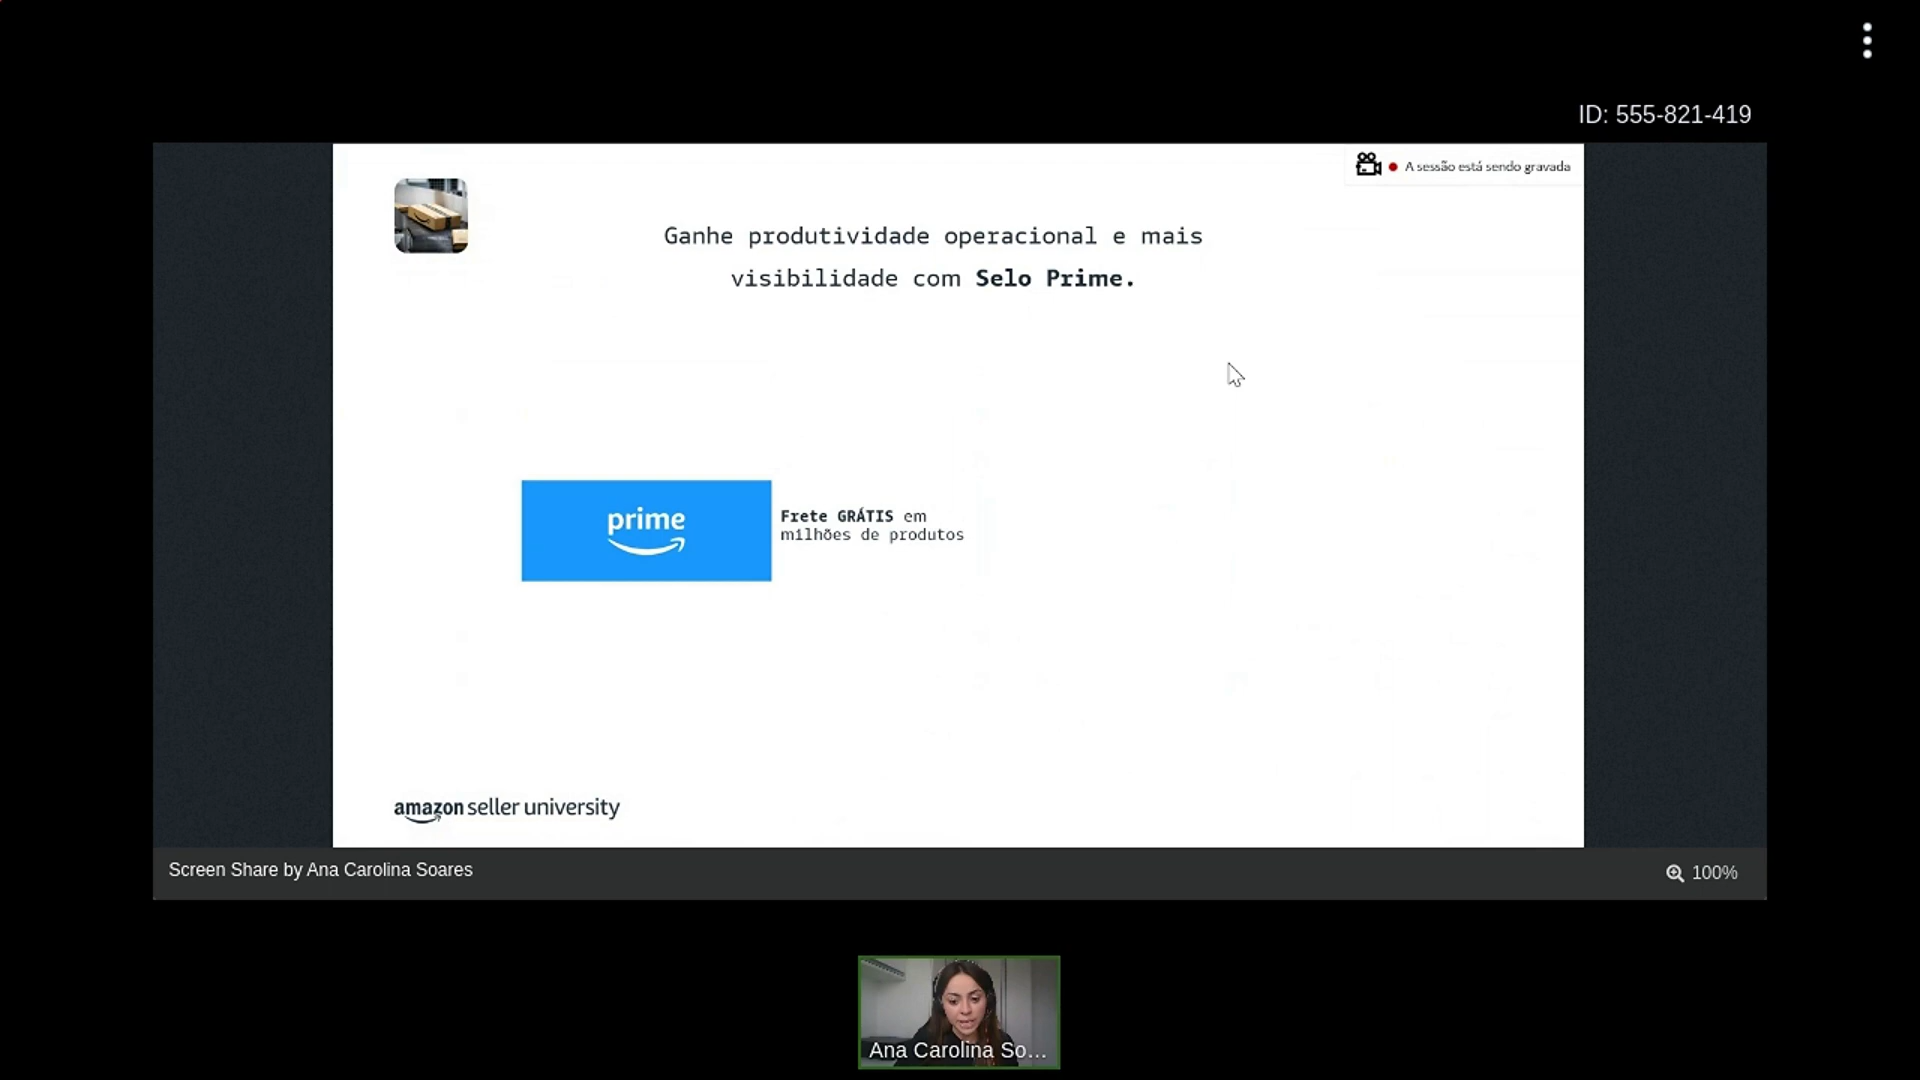 ID: 555-821-419
A sessão está sendo gravada
Ganhe produtividade operacional e mais
visibilidade com Selo Prime.
prime
Frete GRÁTIS em
milhões de produtos
amazon seller university
Screen Share by Ana Carolina Soares
100%
Ana Carolina So...